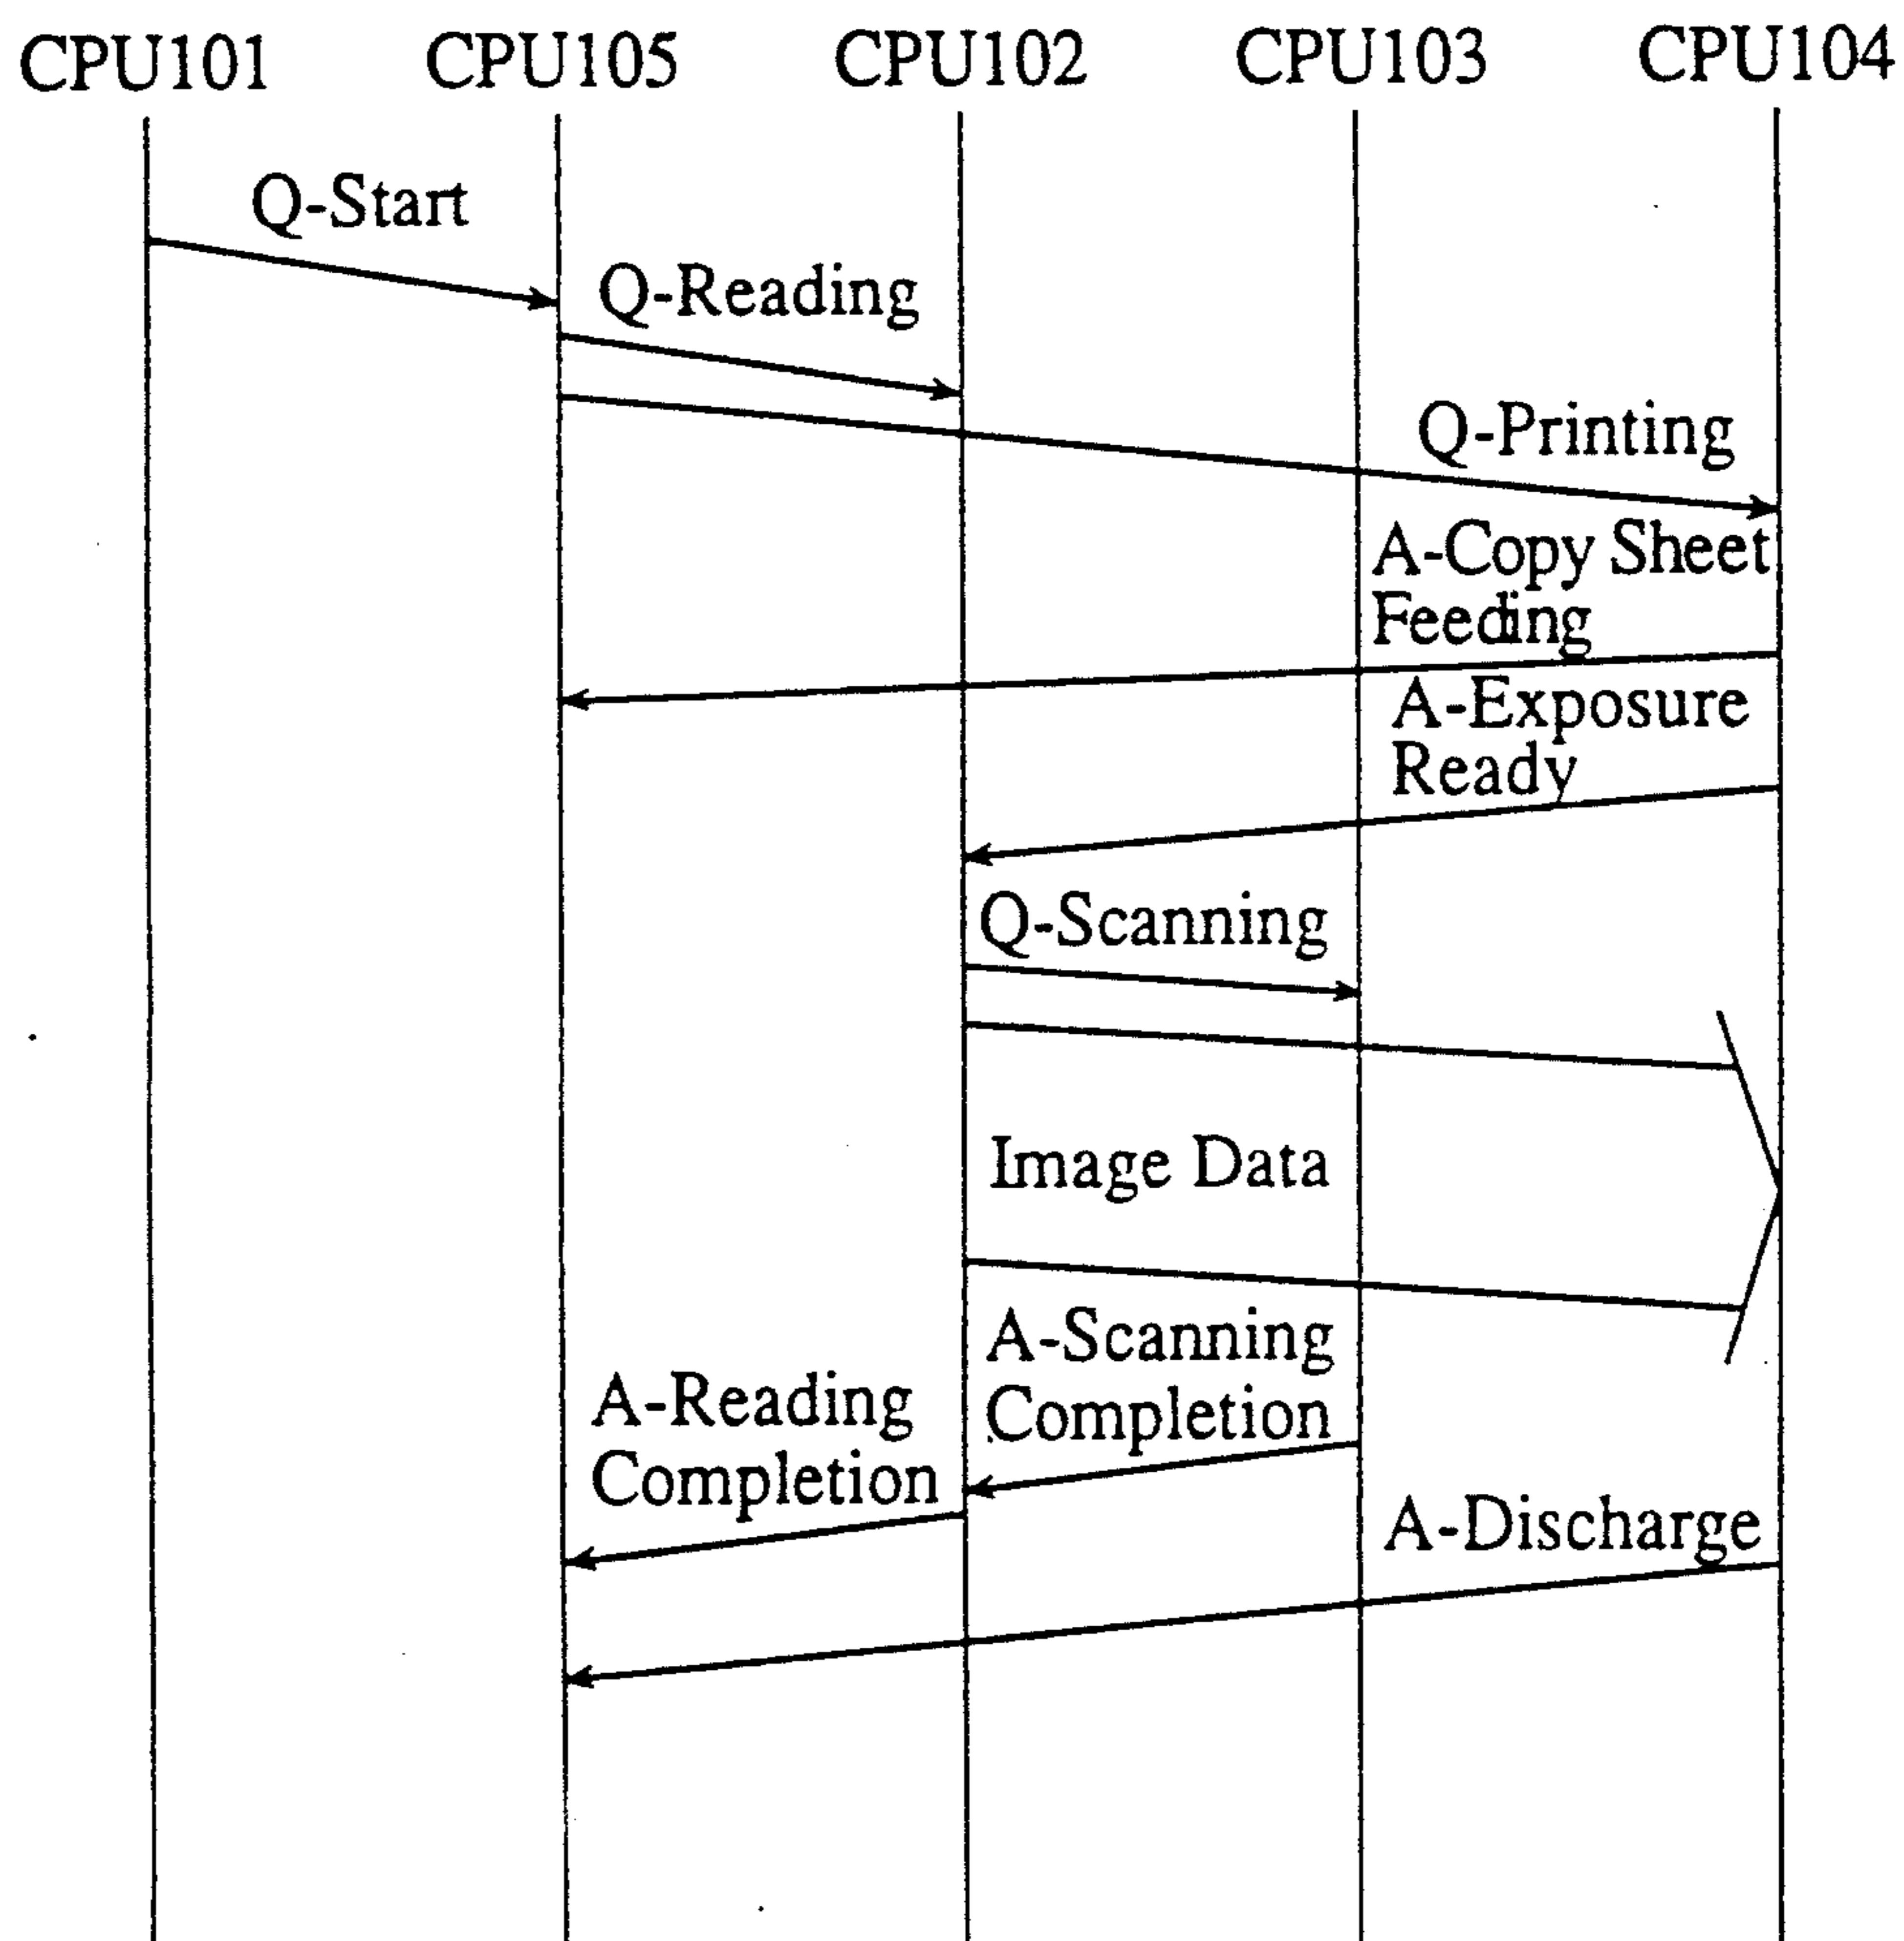 CPU101 CPU105 CPU102 CPU103 CPU104
Q-Start
Q-Reading
Q-Printing
A-Copy Sheet
Feeding
A-Exposure
Ready
Q-Scanning
Image Data
A-Scanning
Completion
A-Reading
Completion
A-Discharge